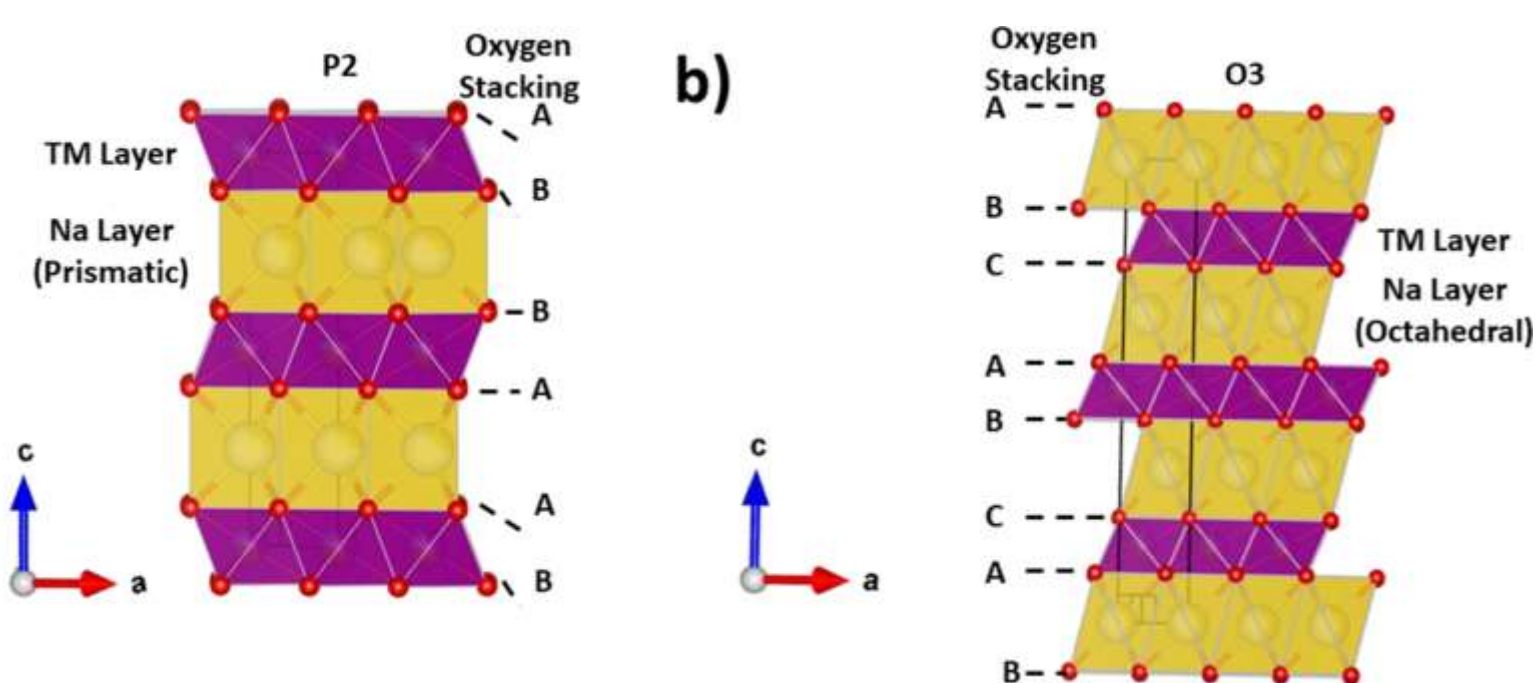 P2
Oxygen
Stacking
A
TM Layer
B
Na Layer
(Prismatic)
B
A
A
B
c
a
b)
Oxygen
Stacking
O3
A
B
TM Layer
C
Na Layer
(Octahedral)
A
B
C
A
B
c
a